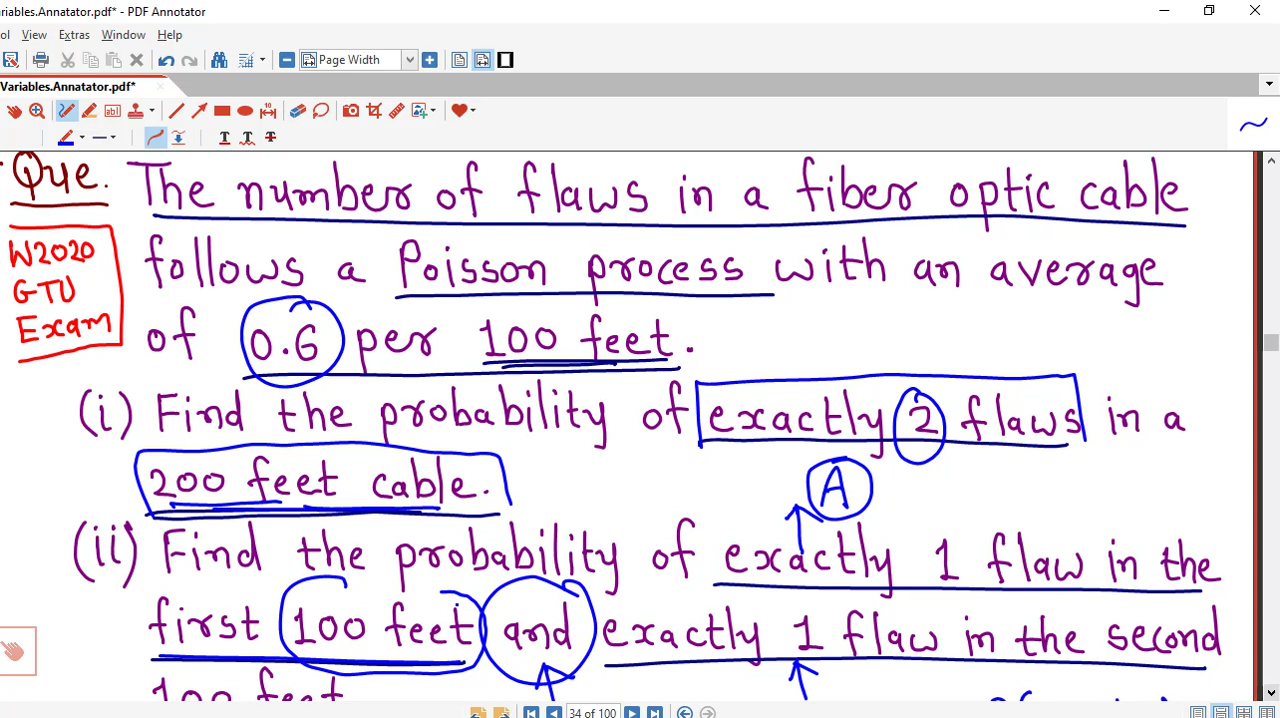 variables.Annatator.pdf* - PDF Annotator
ol View Extras Window Help
Page Width
Variables.Annatator.pdf*
Que. The number of flaws in a fiber optic cable
W2020
GTU
Exam
follows a Poisson process with an average
of 0.6 per 100 feet.
(i) Find the probability of exactly 2 flaws in a
200 feet cable.
A
(ii) Find the probability of exactly 1 flaw in the
first 100 feet and exactly 1 flaw in the second
100 feet
34 of 100